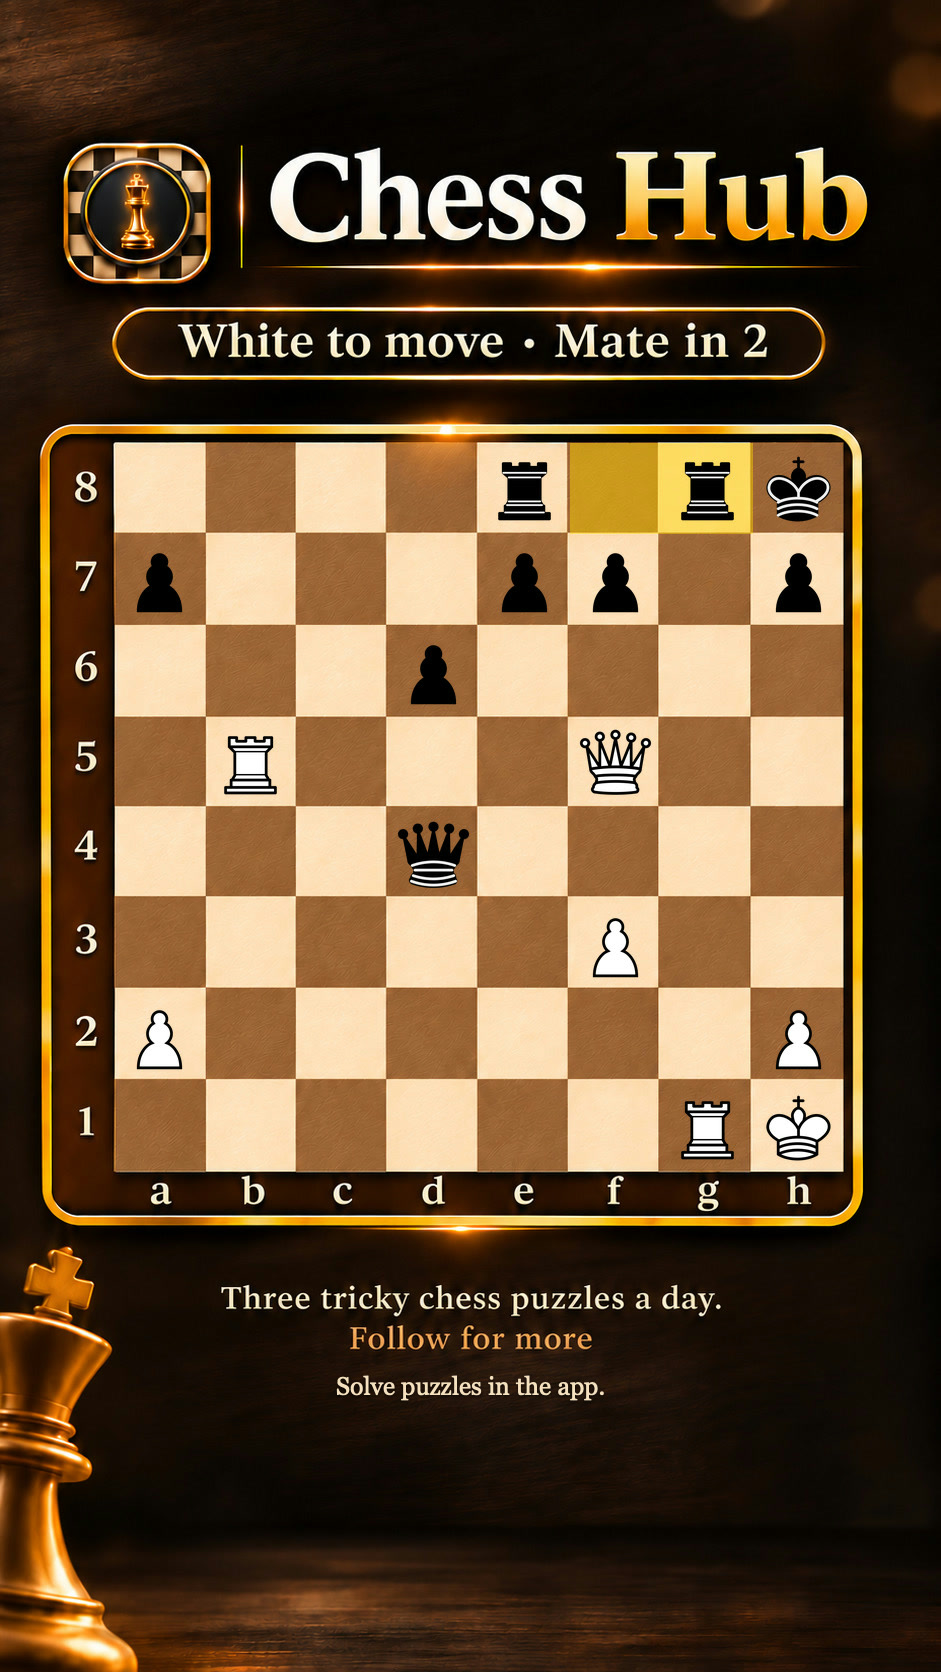 Chess Hub
White to move • Mate in 2
8
7
6
5
4
3
2
1
a b c d e f g h
Three tricky chess puzzles a day.
Follow for more
Solve puzzles in the app.